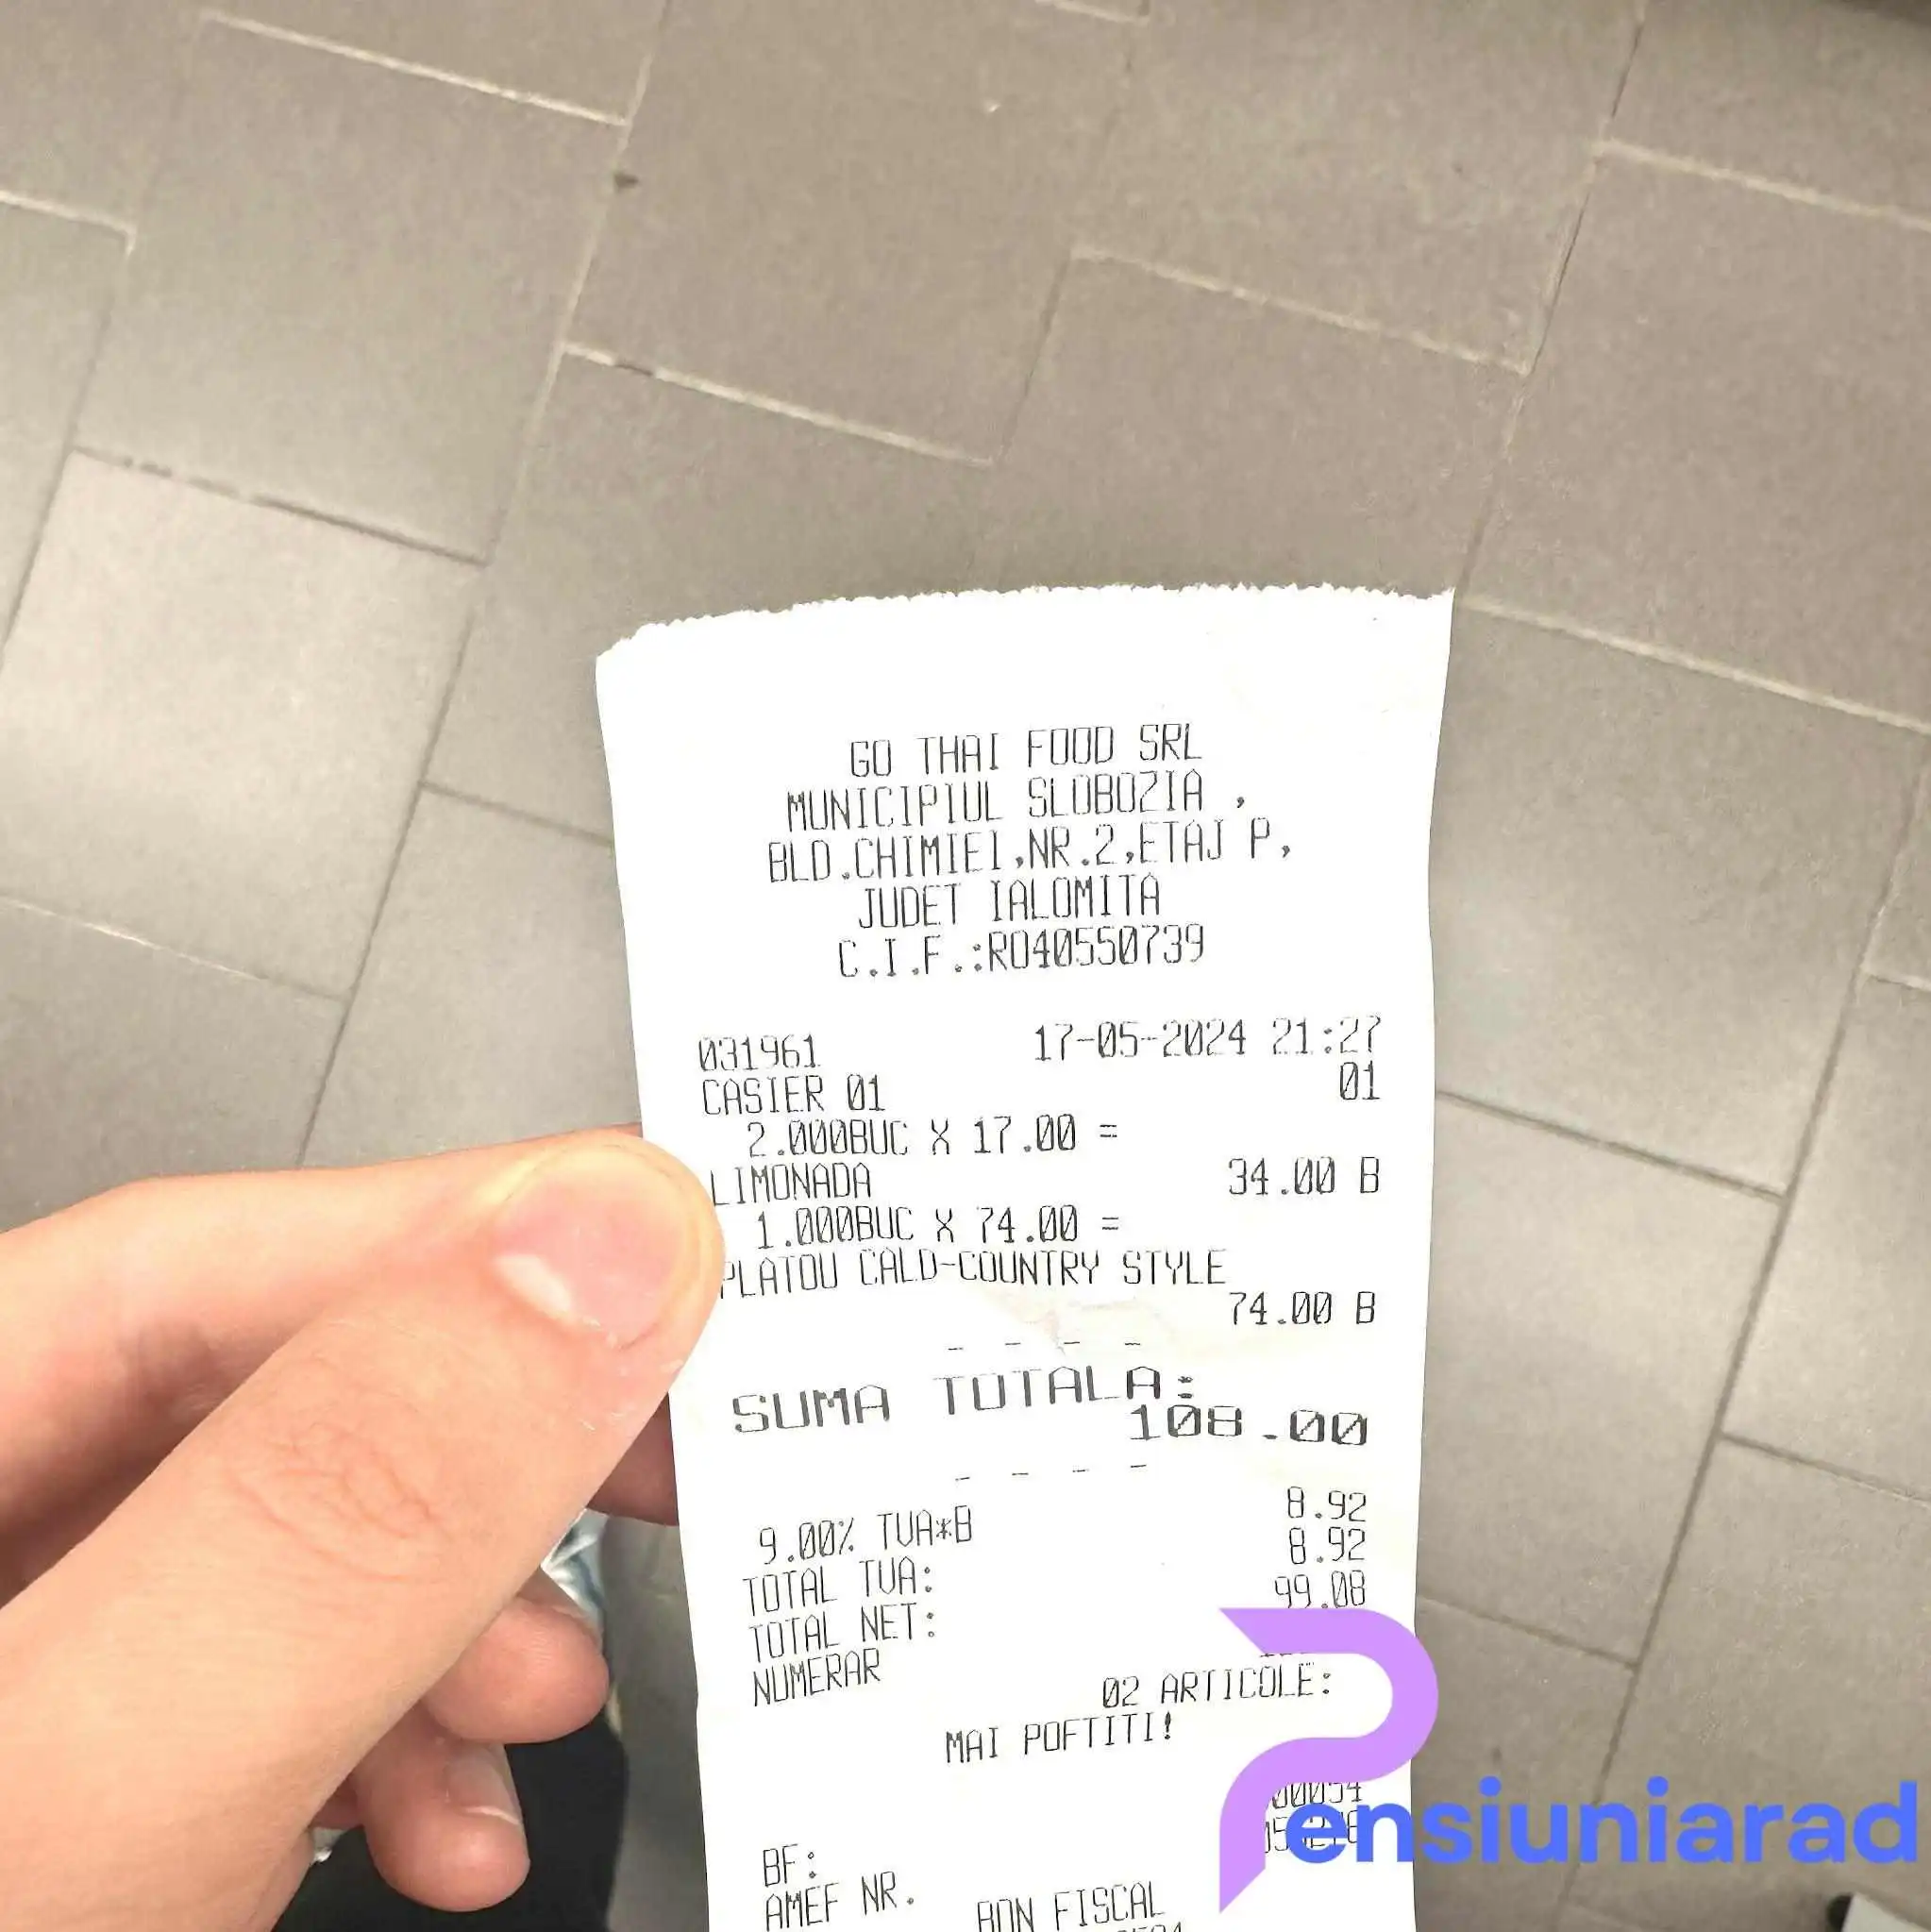 GO THAI FOOD SRL
MUNICIPIUL SLOBOZIA ,
BLD.CHIMIEI,NR.2,ETAJ P,
JUDET IALOMITA
C.I.F.:RO40550739
031961 17-05-2024 21:27
CASIER 01 01
2.000BUC X 17.00 =
LIMONADA 34.00 B
1.000BUC X 74.00 =
PLATOU CALD-COUNTRY STYLE
74.00 B
- - - -
SUMA TOTALA:
108.00
- - - -
9.00% TVA*B 8.92
TOTAL TVA: 8.92
TOTAL NET: 99.08
NUMERAR
02 ARTICOLE:
MAI POFTITI!
BF:
AMEF NR.
BON FISCAL
Pensiuniarad